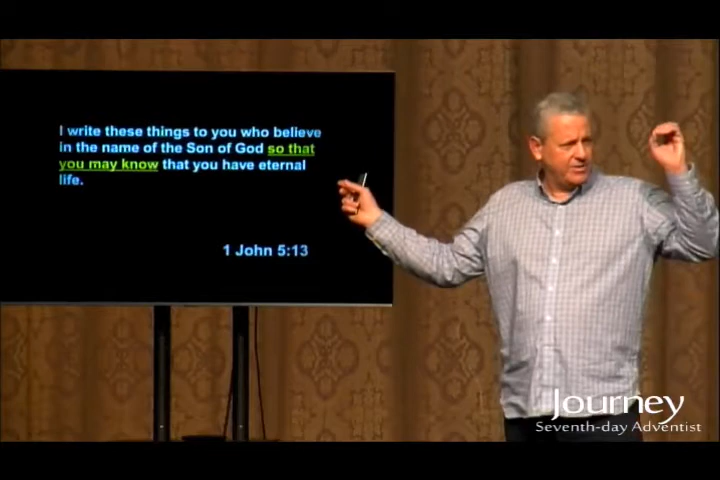 I write these things to you who believe
in the name of the Son of God so that
you may know that you have eternal
life.
1 John 5:13
Journey
Seventh-day Adventist